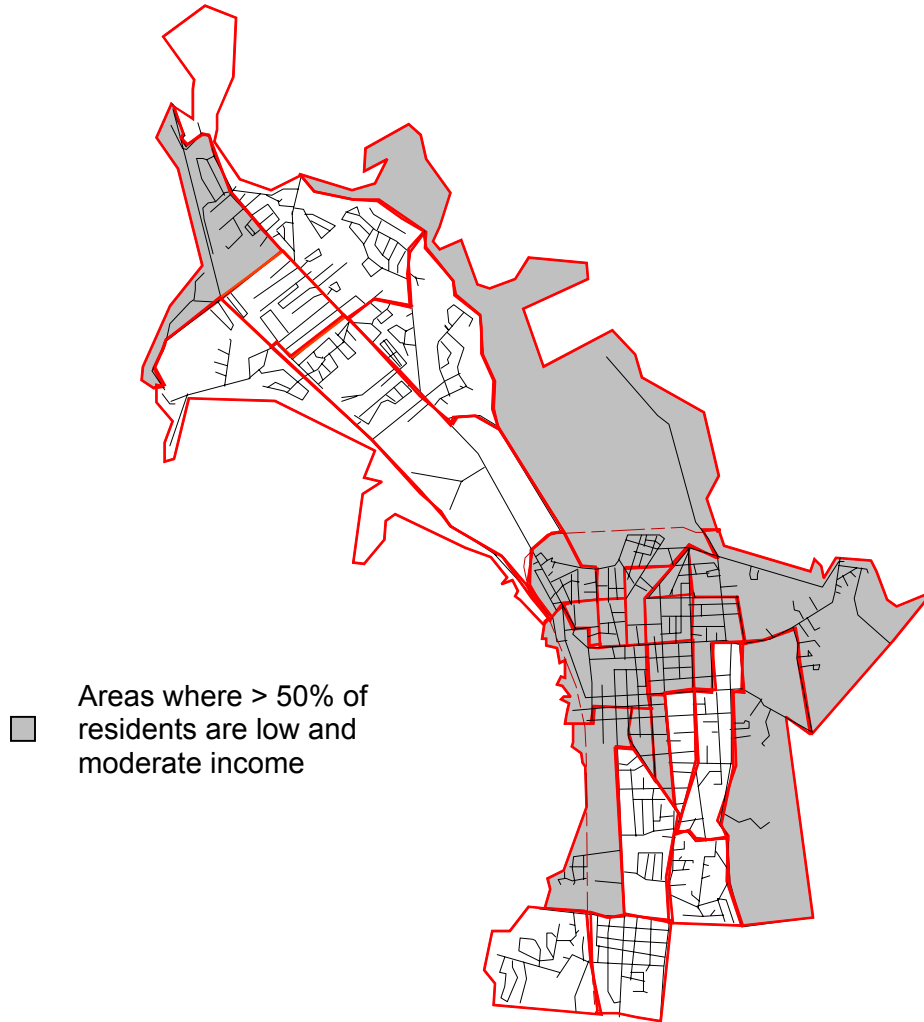 Areas where > 50% of
residents are low and
moderate income